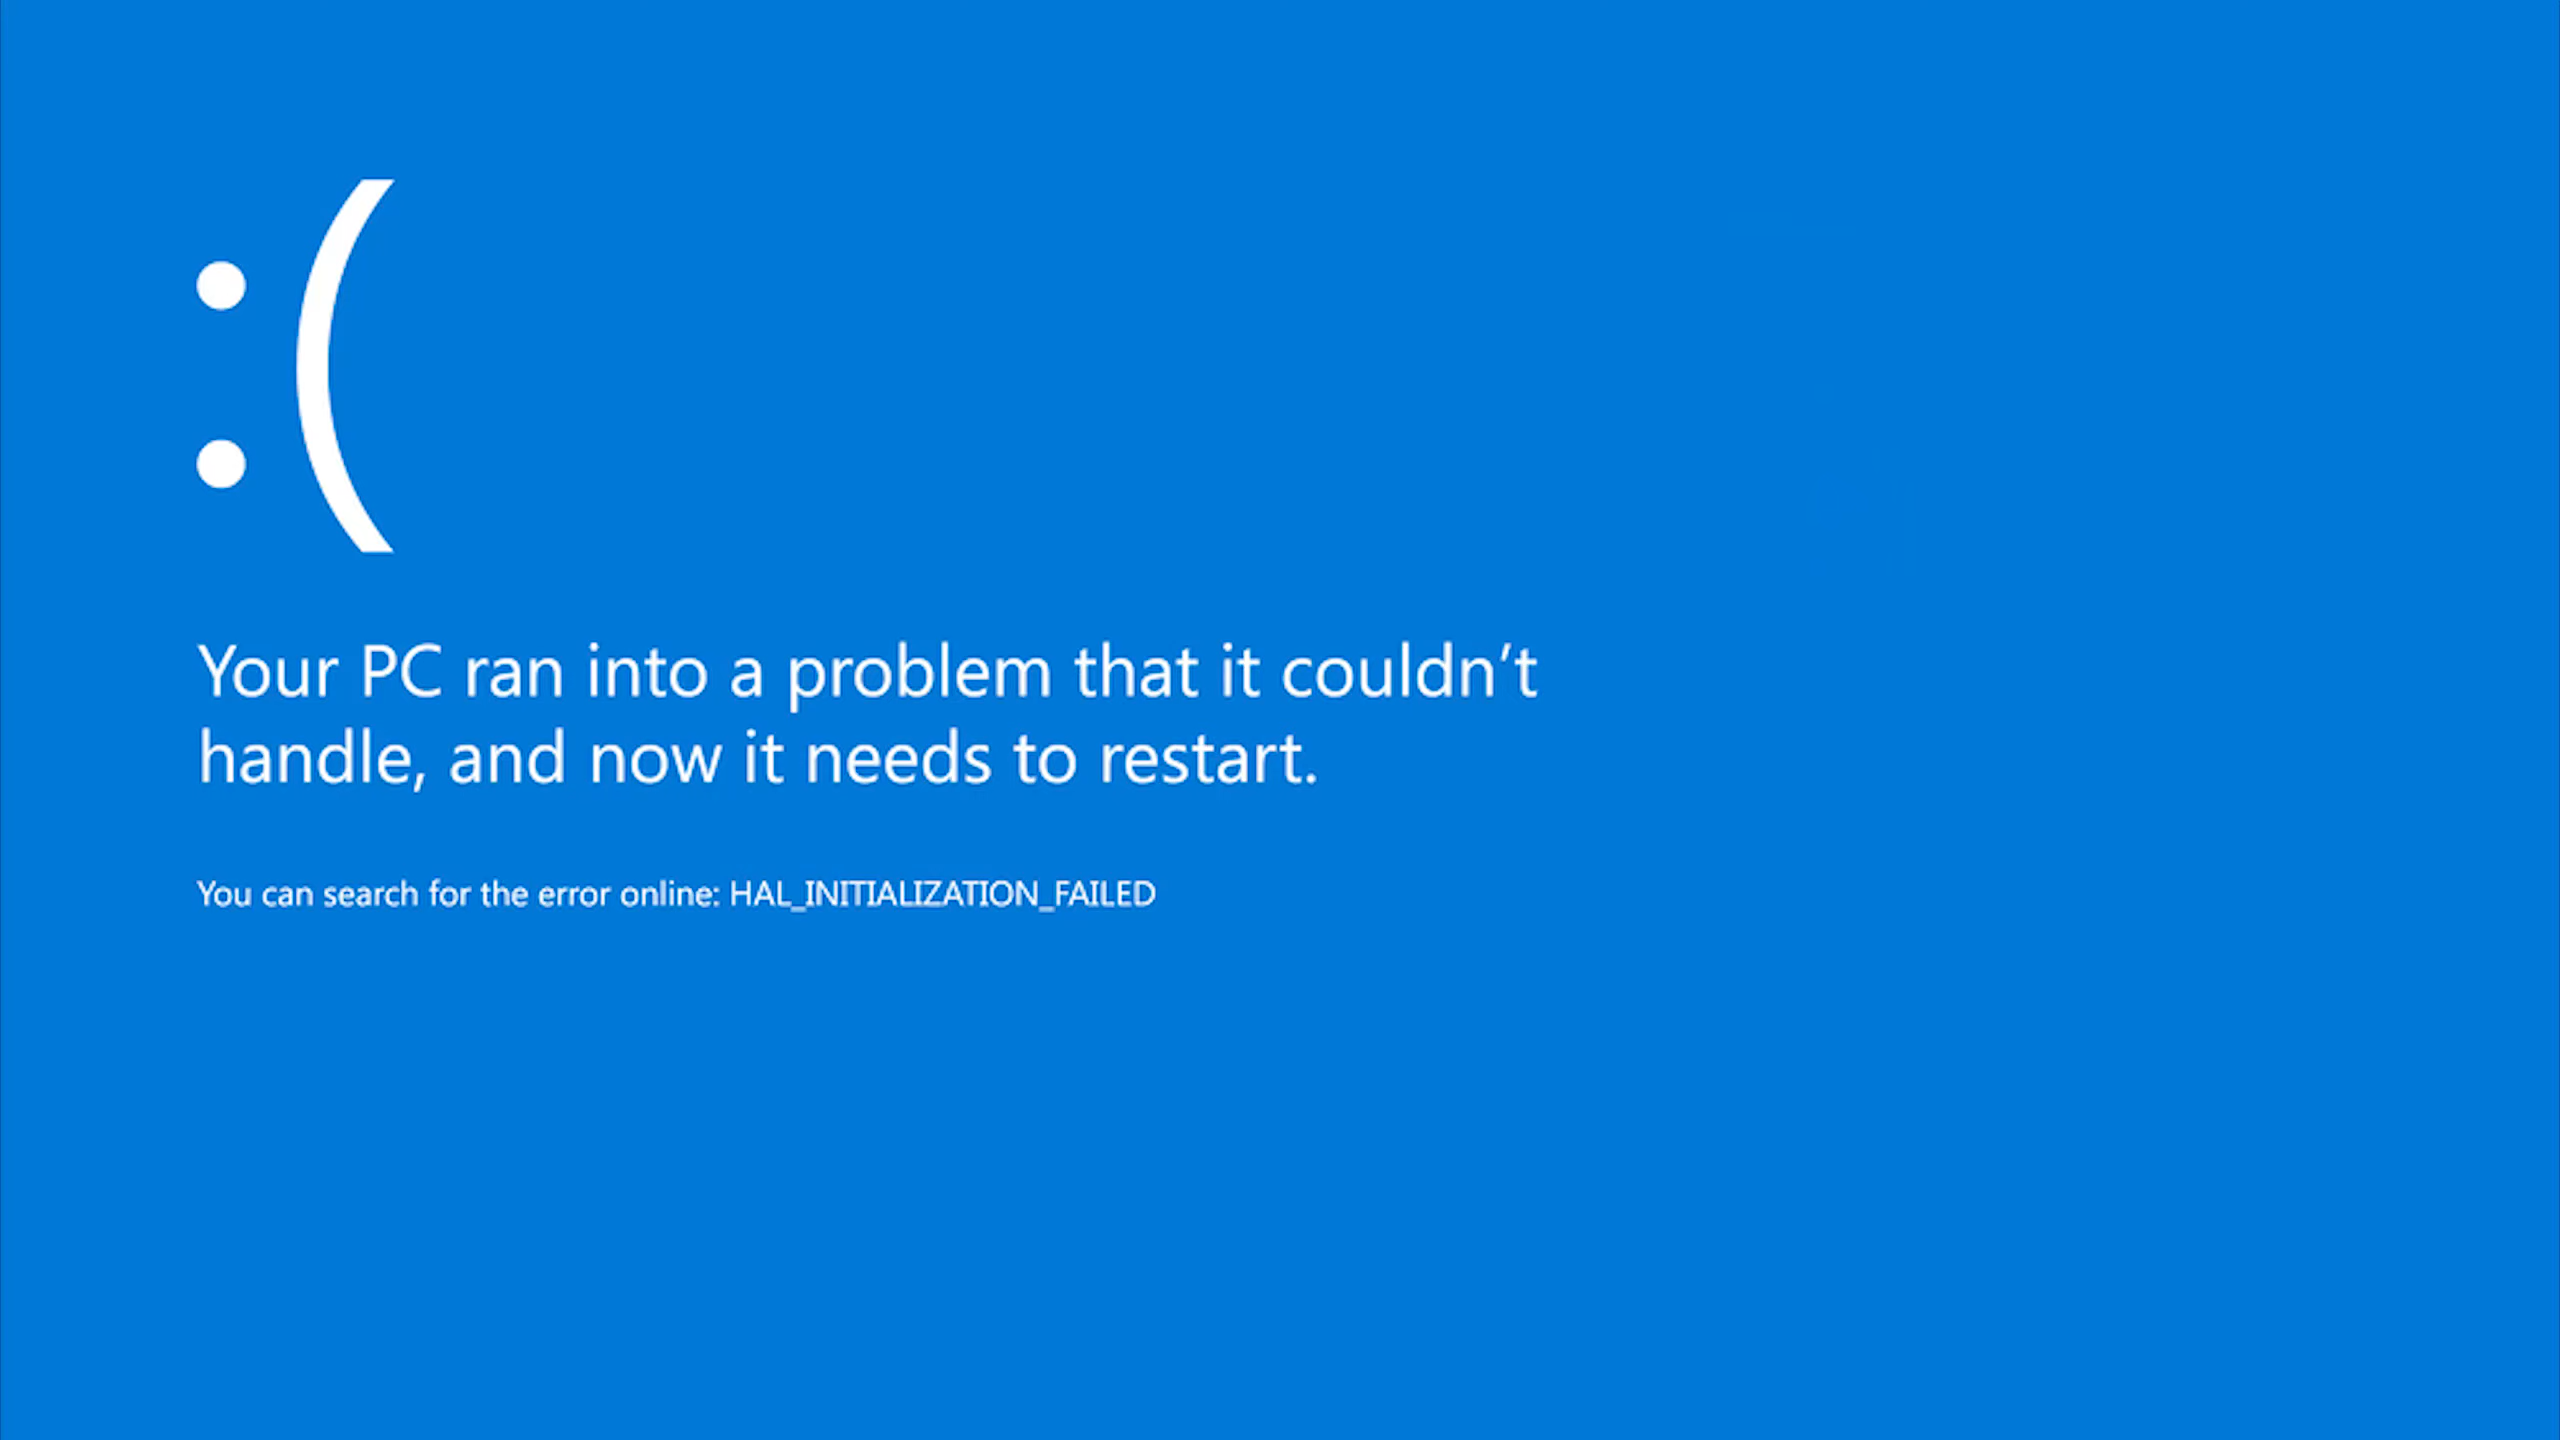 :(
Your PC ran into a problem that it couldn’t
handle, and now it needs to restart.
You can search for the error online: HAL_INITIALIZATION_FAILED